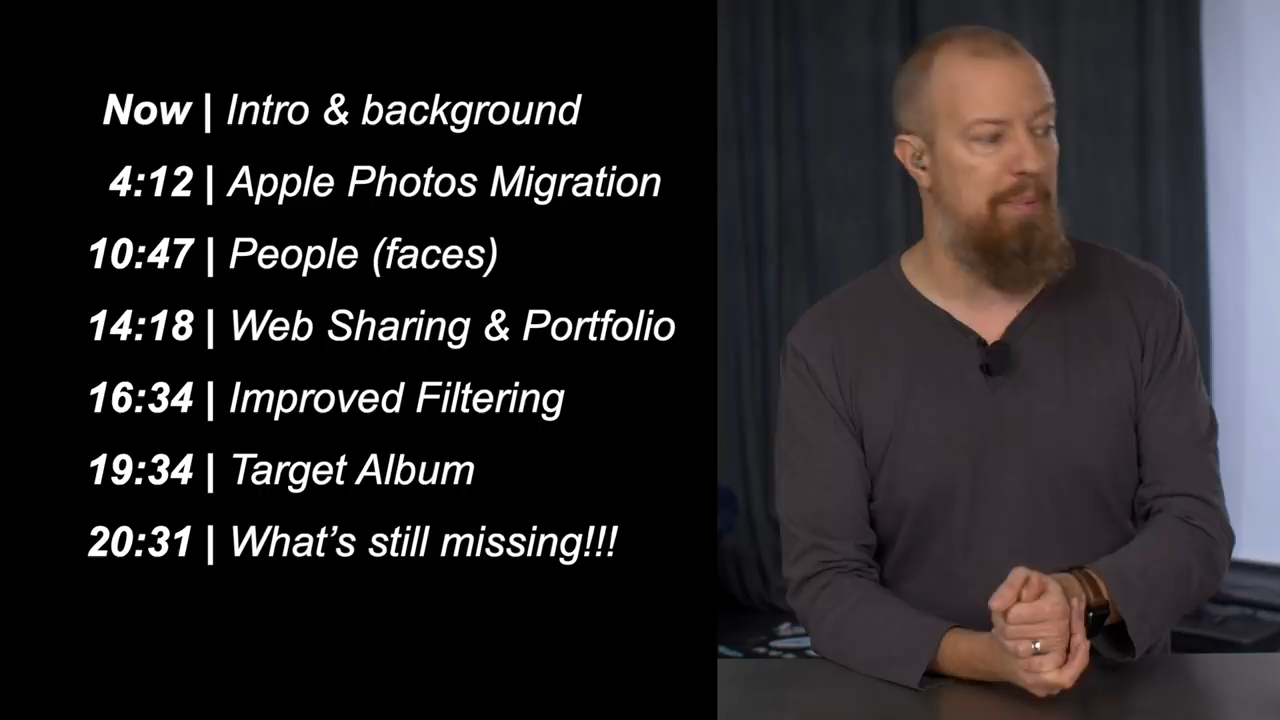 Now | Intro & background
4:12 | Apple Photos Migration
10:47 | People (faces)
14:18 | Web Sharing & Portfolio
16:34 | Improved Filtering
19:34 | Target Album
20:31 | What’s still missing!!!